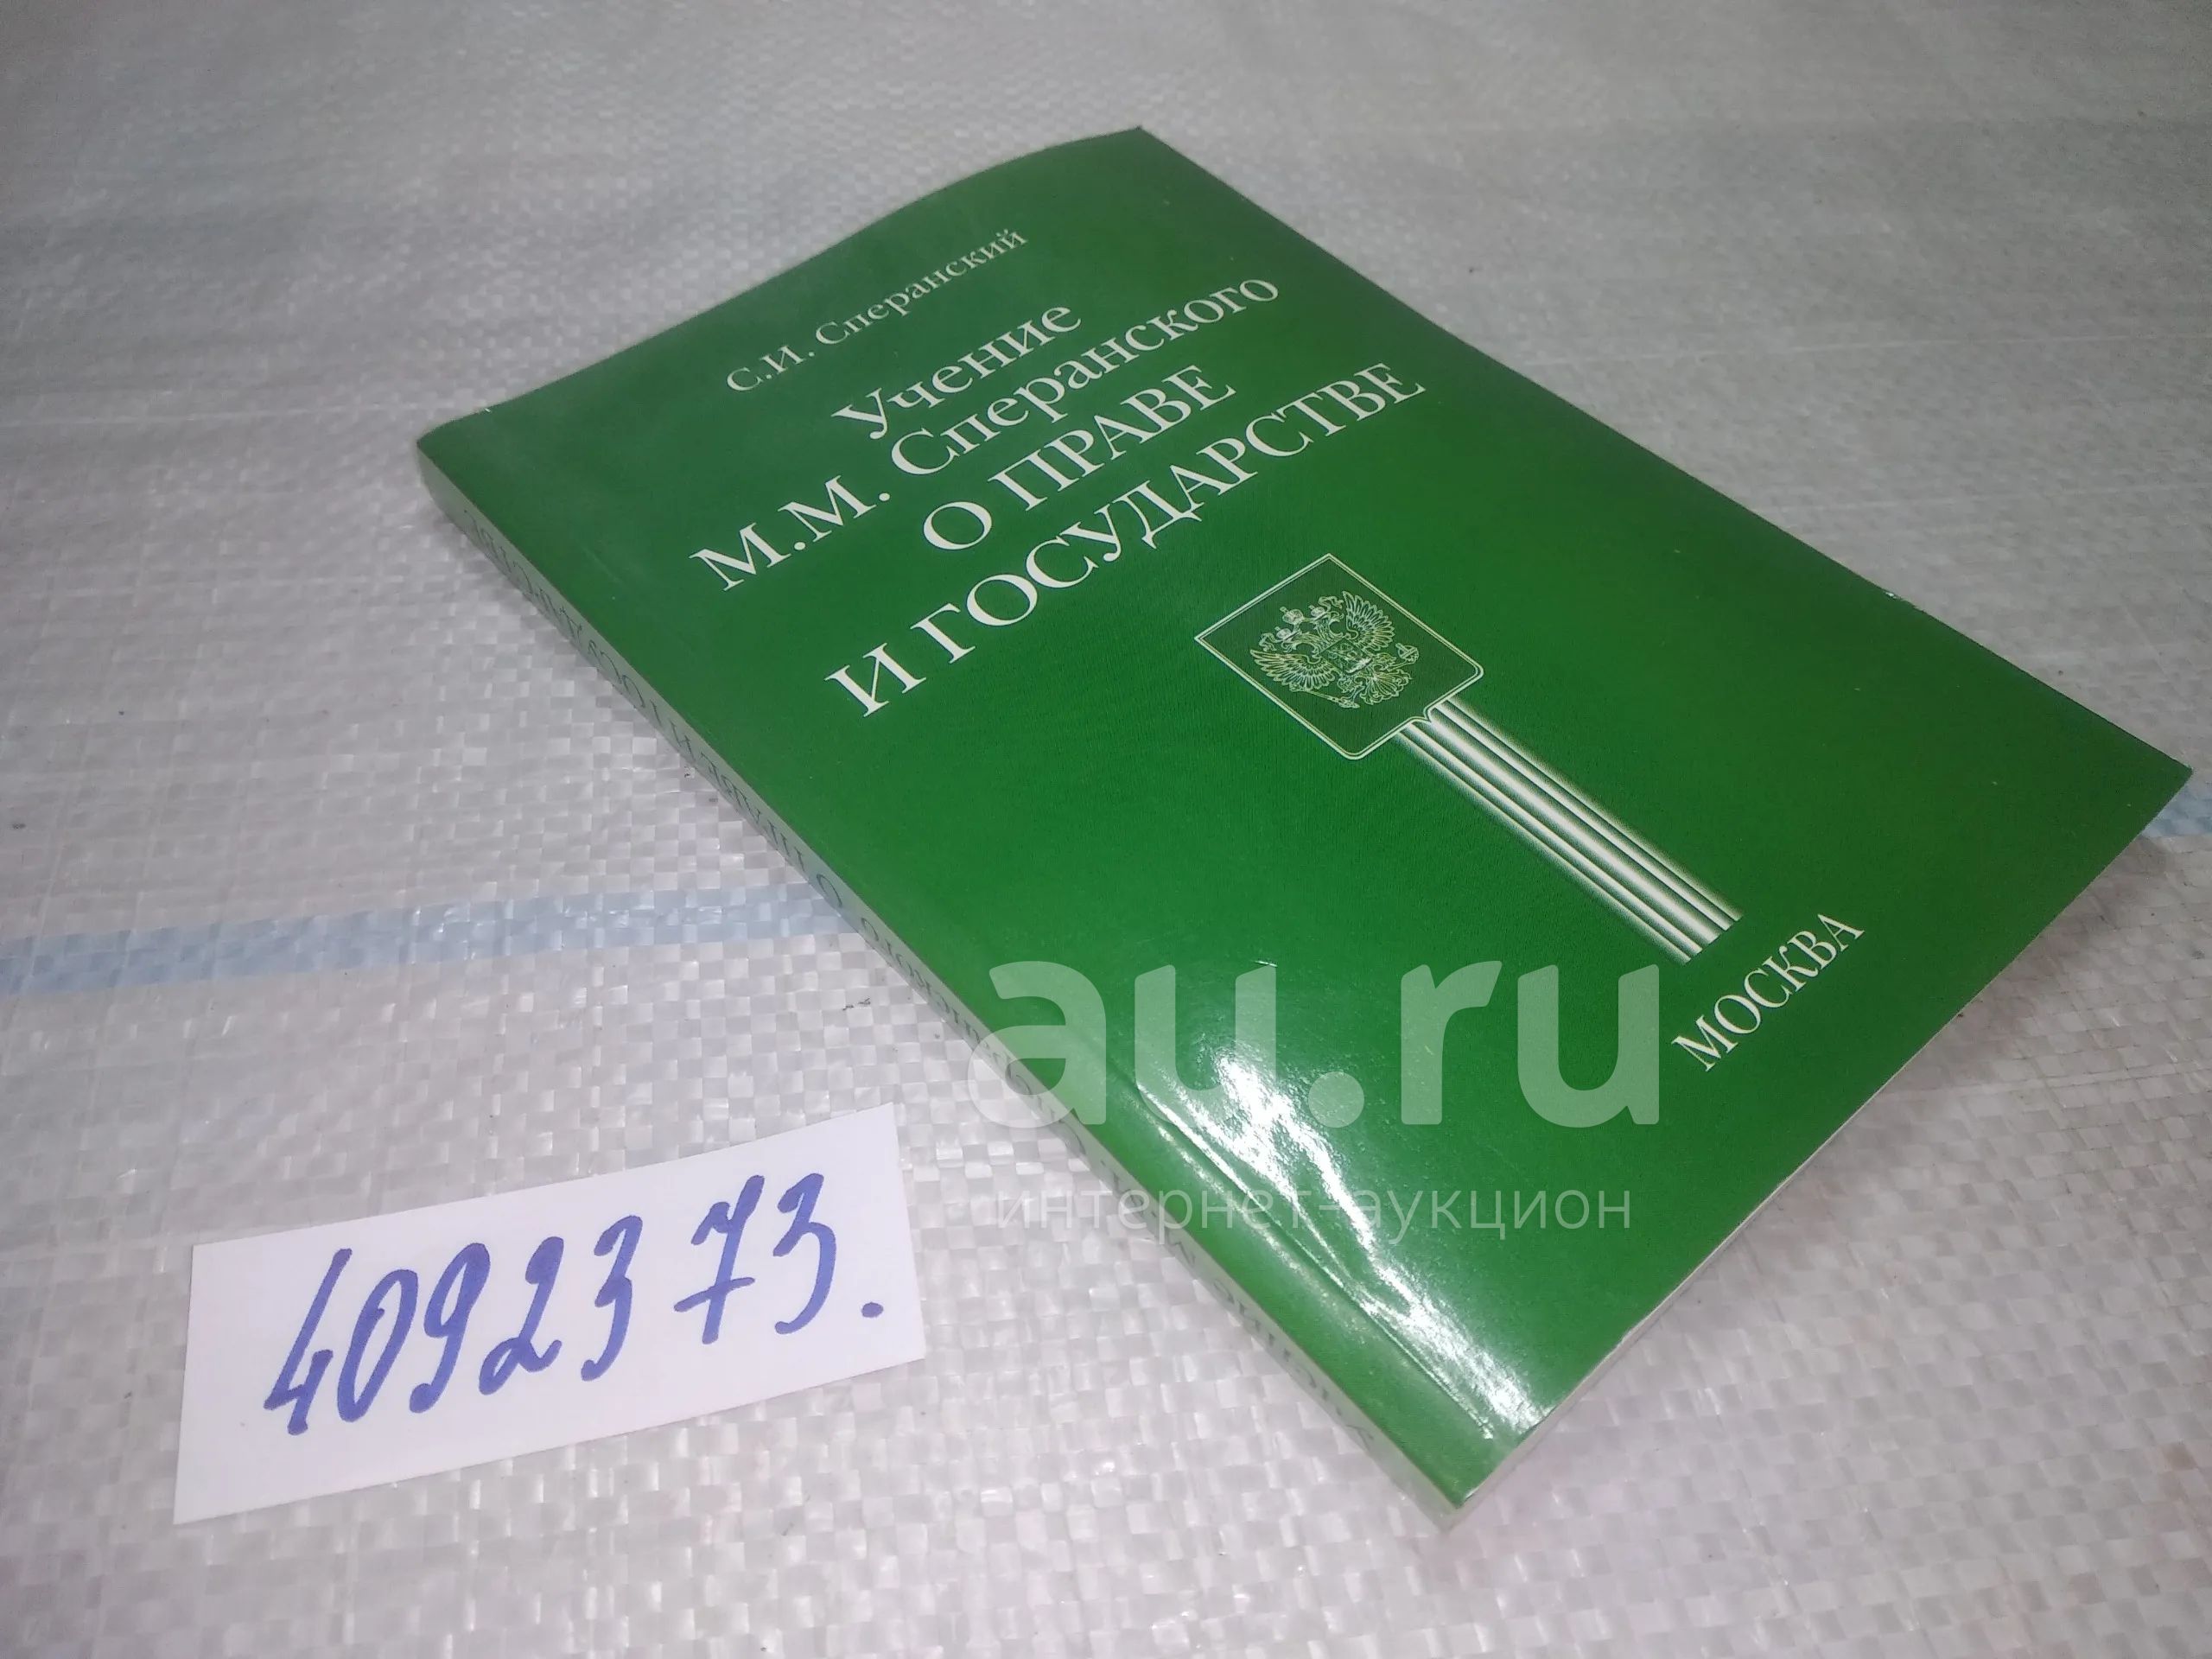 С.И. Сперанский
Учение
М.М. Сперанского
О ПРАВЕ
И ГОСУДАРСТВЕ
МОСКВА
au.ru
интернет-аукцион
4092373.